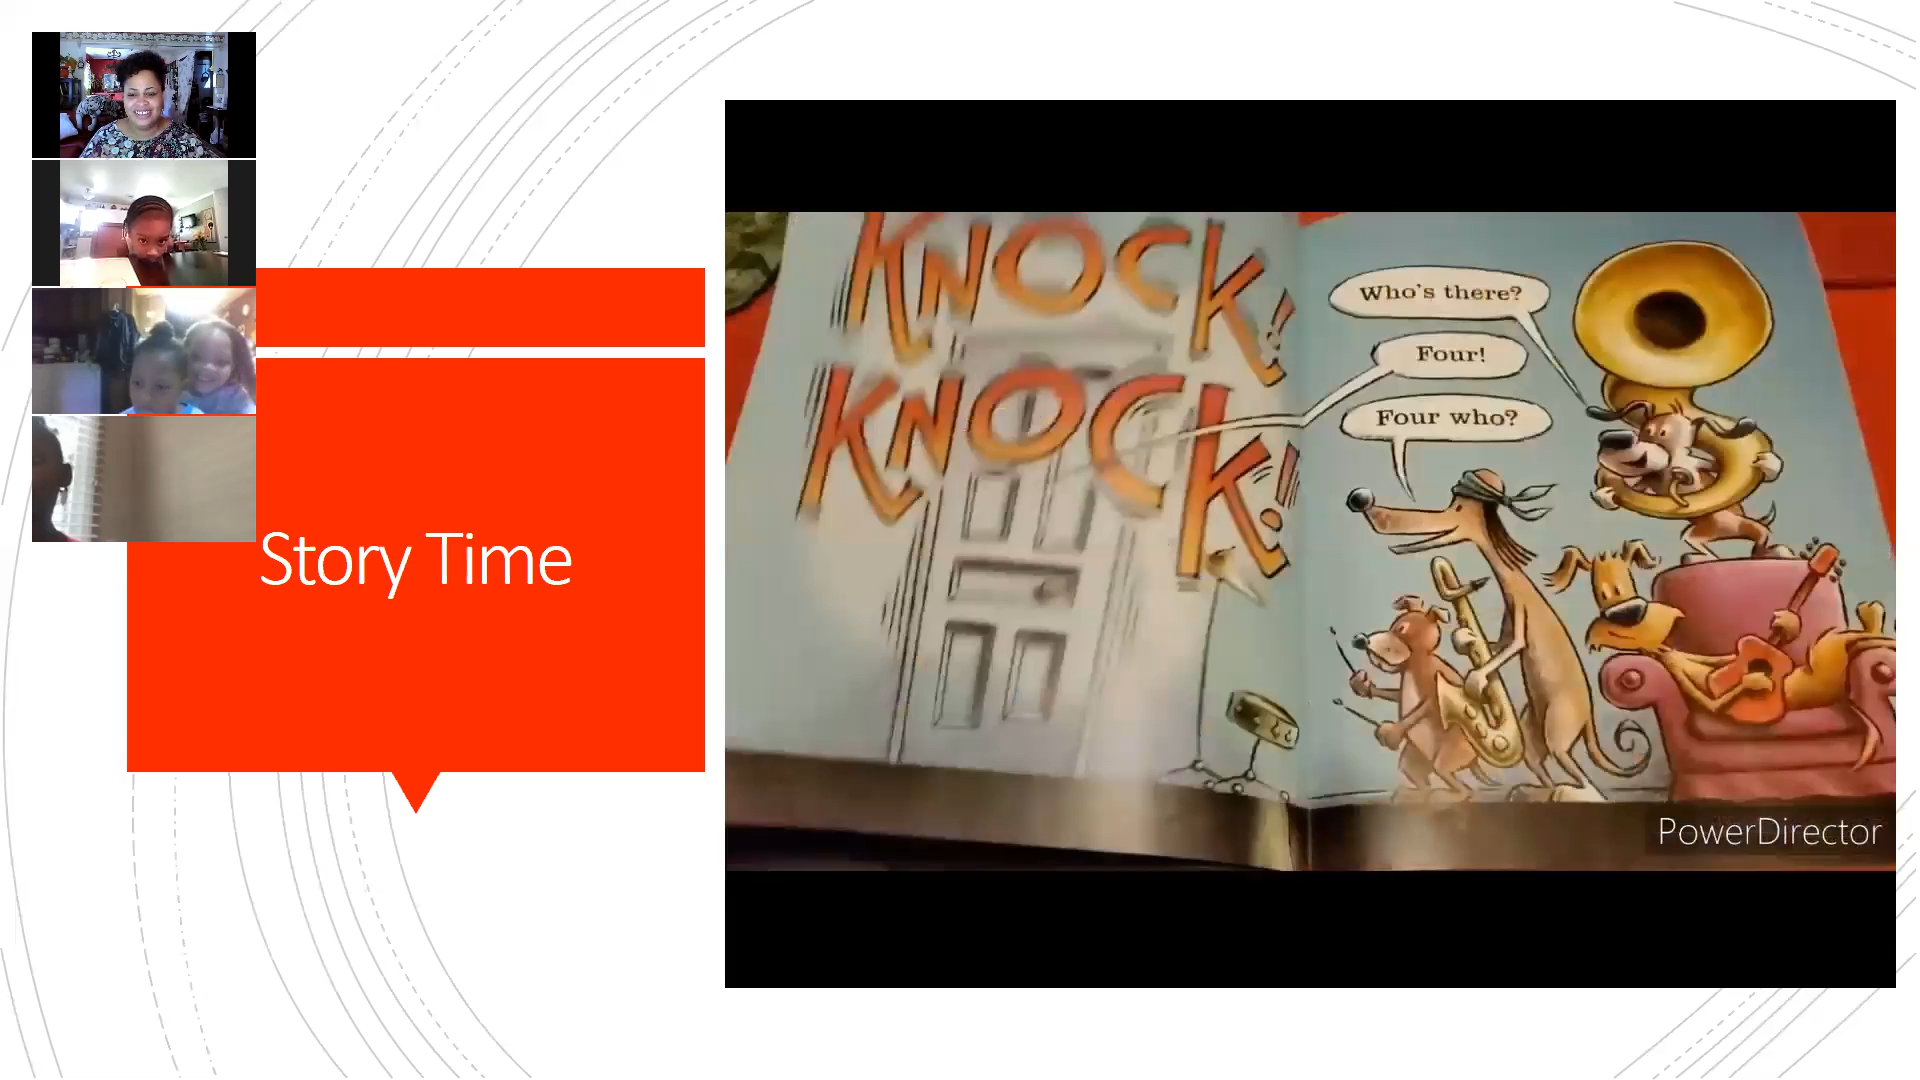 Story Time
KNOCK!
KNOCK!
Who's there?
Four!
Four who?
PowerDirector